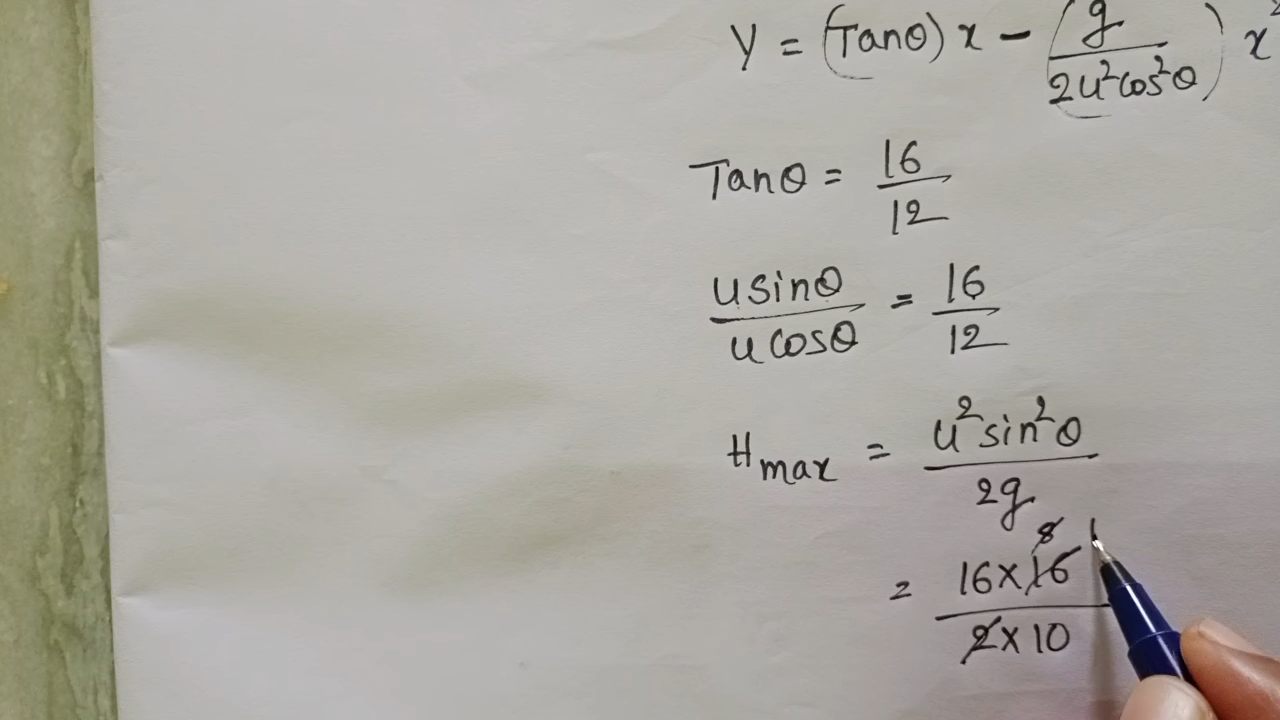 Y = (Tanθ) x - (g / 2u²cos²θ) x²
Tanθ = 16/12
usinθ / ucosθ = 16/12
Hmax = u²sin²θ / 2g
8
= 16×16 / 2×10